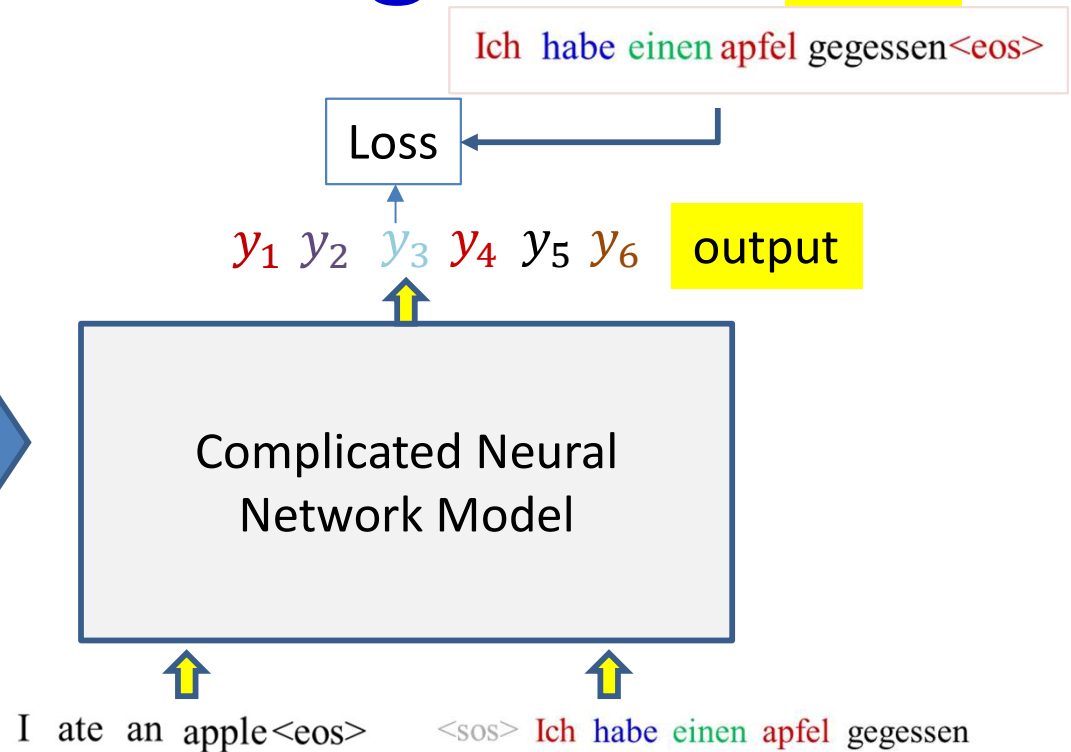 Ich habe einen apfel gegessen<eos>
Loss
y₁ y₂ y₃ y₄ y₅ y₆ output
Complicated Neural
Network Model
I ate an apple<eos> <sos> Ich habe einen apfel gegessen